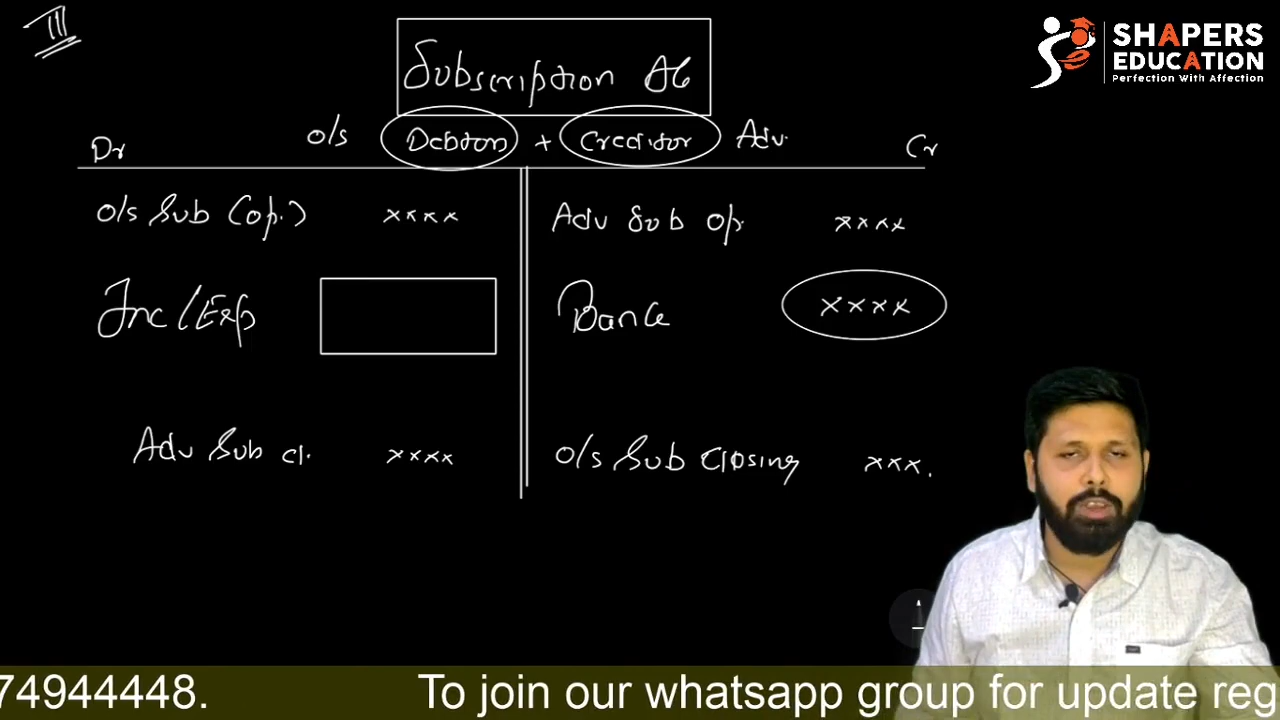 III
SHAPERS
EDUCATION
Perfection With Affection
Subscription A/c
Dr o/s Debtors + Creditor Adv. Cr
o/s Sub (op.) xxxx Adv Sub op. xxxx
Inc/Exp Bank xxxx
Adv Sub cl. xxxx o/s Sub Closing xxx.
74944448. To join our whatsapp group for update reg